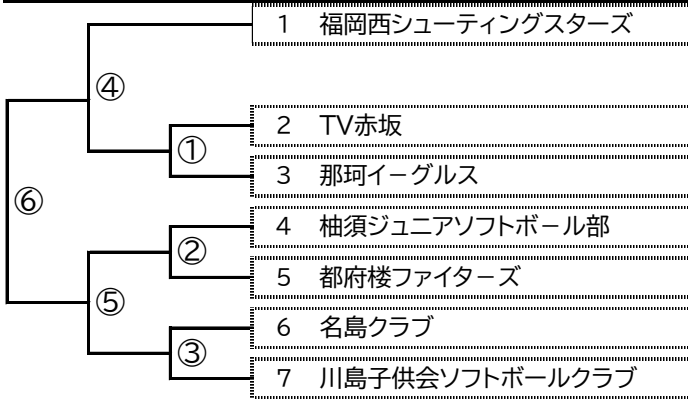 1 福岡西シューティングスターズ
④
2 TV赤坂
①
3 那珂イーグルス
⑥
4 柚須ジュニアソフトボール部
②
5 都府楼ファイターズ
⑤
6 名島クラブ
③
7 川島子供会ソフトボールクラブ